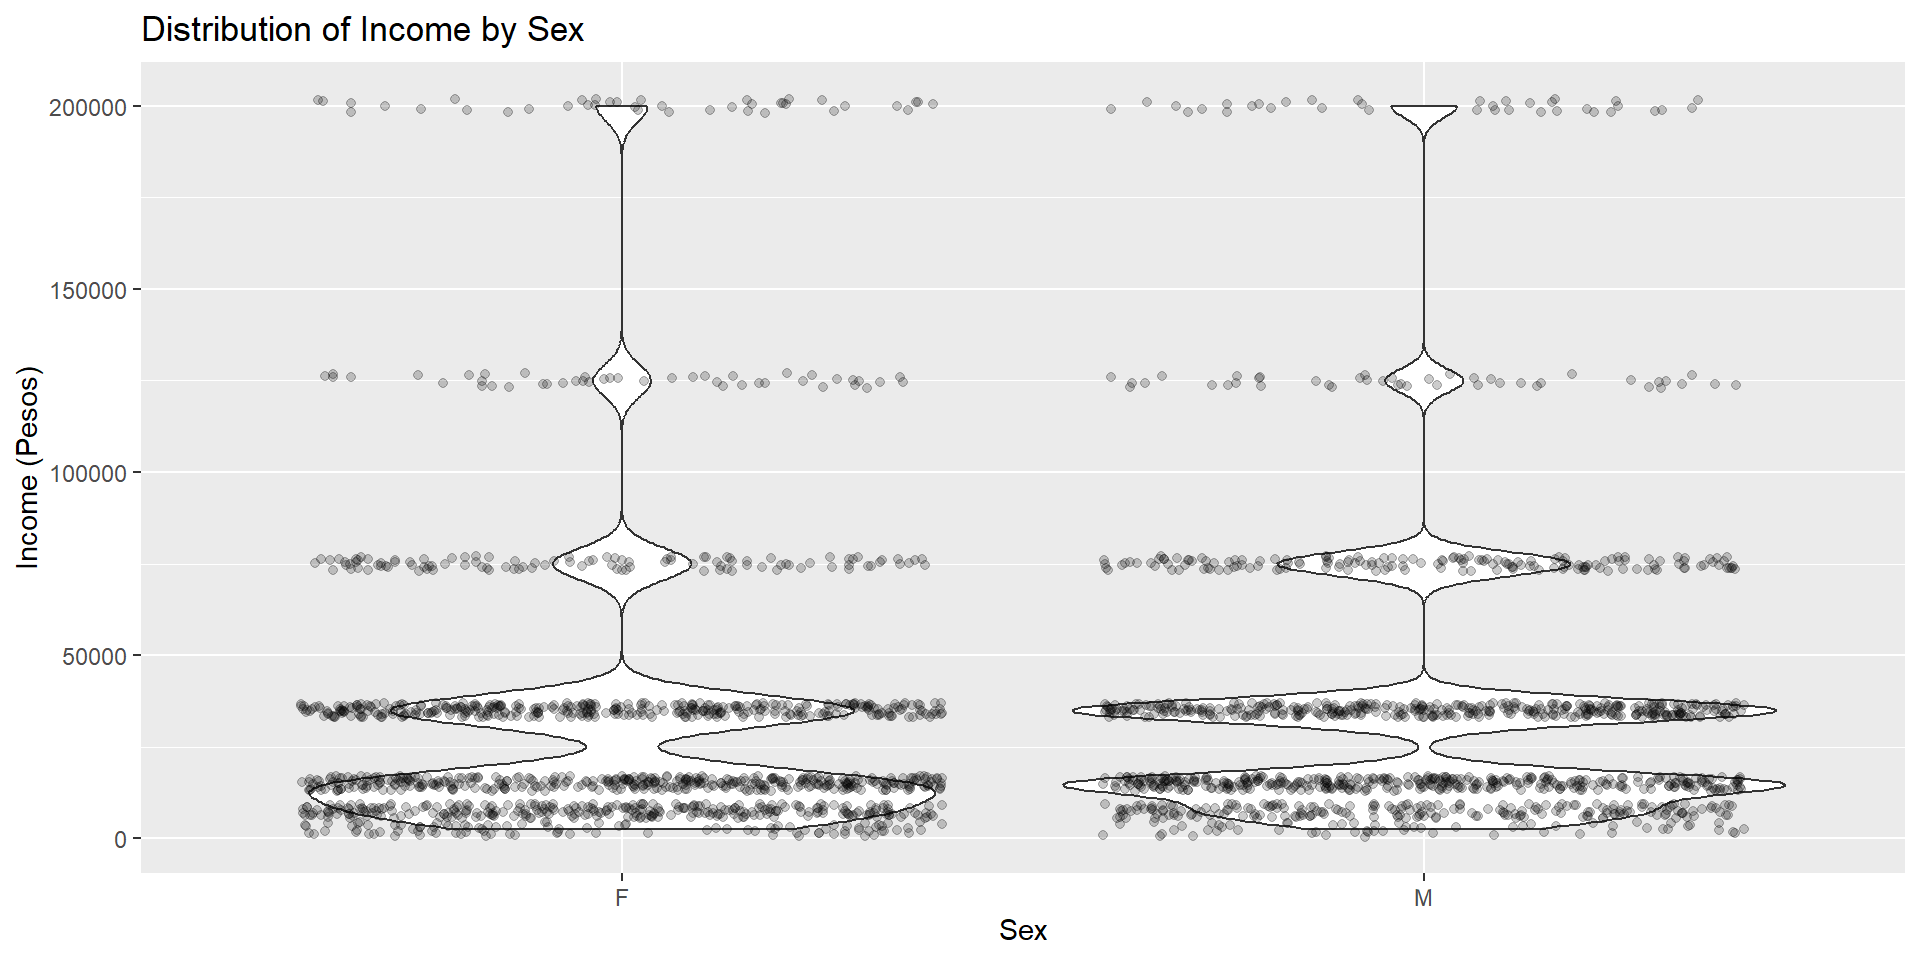 Distribution of Income by Sex
Income (Pesos)
200000
150000
100000
50000
0
F
M
Sex